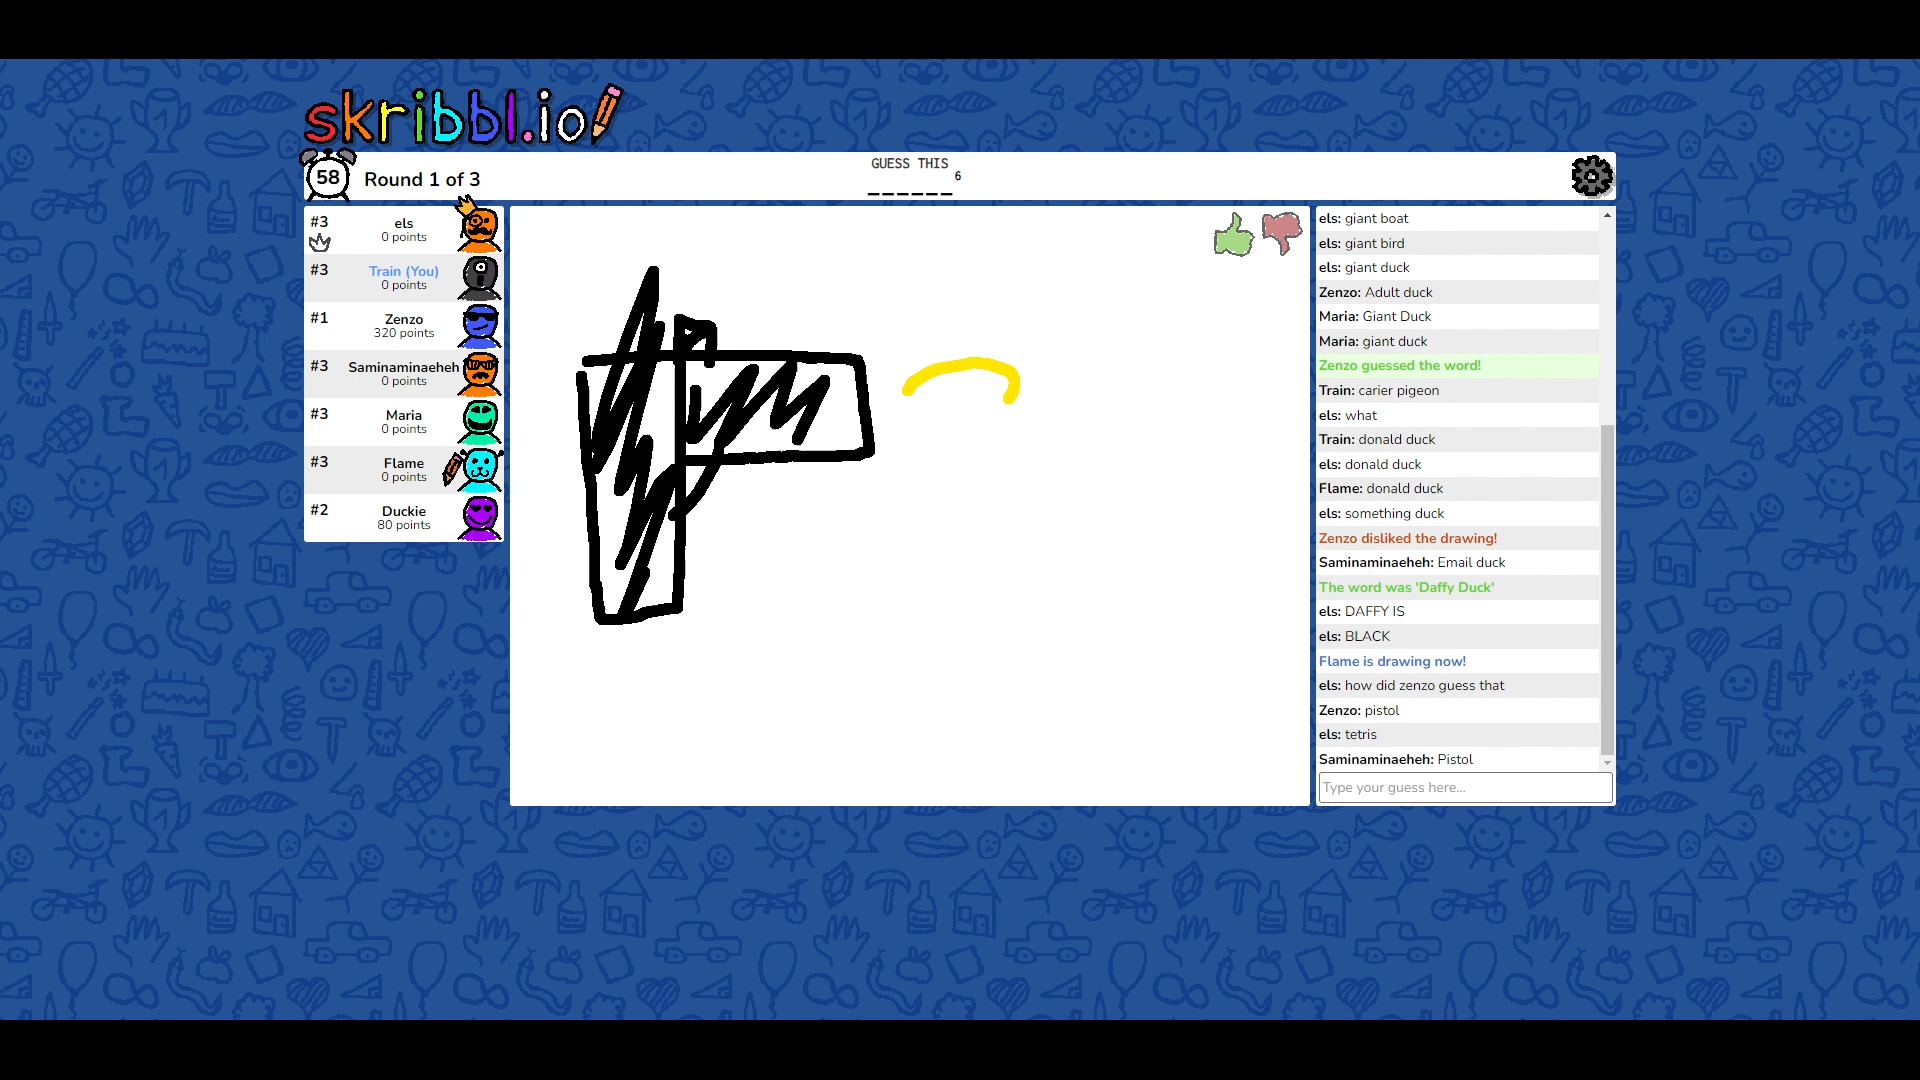 skribbl.io
58
Round 1 of 3
GUESS THIS
______ 6
#3 els
0 points
#3 Train (You)
0 points
#1 Zenzo
320 points
#3 Saminaminaeheh
0 points
#3 Maria
0 points
#3 Flame
0 points
#2 Duckie
80 points
els: giant boat
els: giant bird
els: giant duck
Zenzo: Adult duck
Maria: Giant Duck
Maria: giant duck
Zenzo guessed the word!
Train: carier pigeon
els: what
Train: donald duck
els: donald duck
Flame: donald duck
els: something duck
Zenzo disliked the drawing!
Saminaminaeheh: Email duck
The word was 'Daffy Duck'
els: DAFFY IS
els: BLACK
Flame is drawing now!
els: how did zenzo guess that
Zenzo: pistol
els: tetris
Saminaminaeheh: Pistol
Type your guess here...